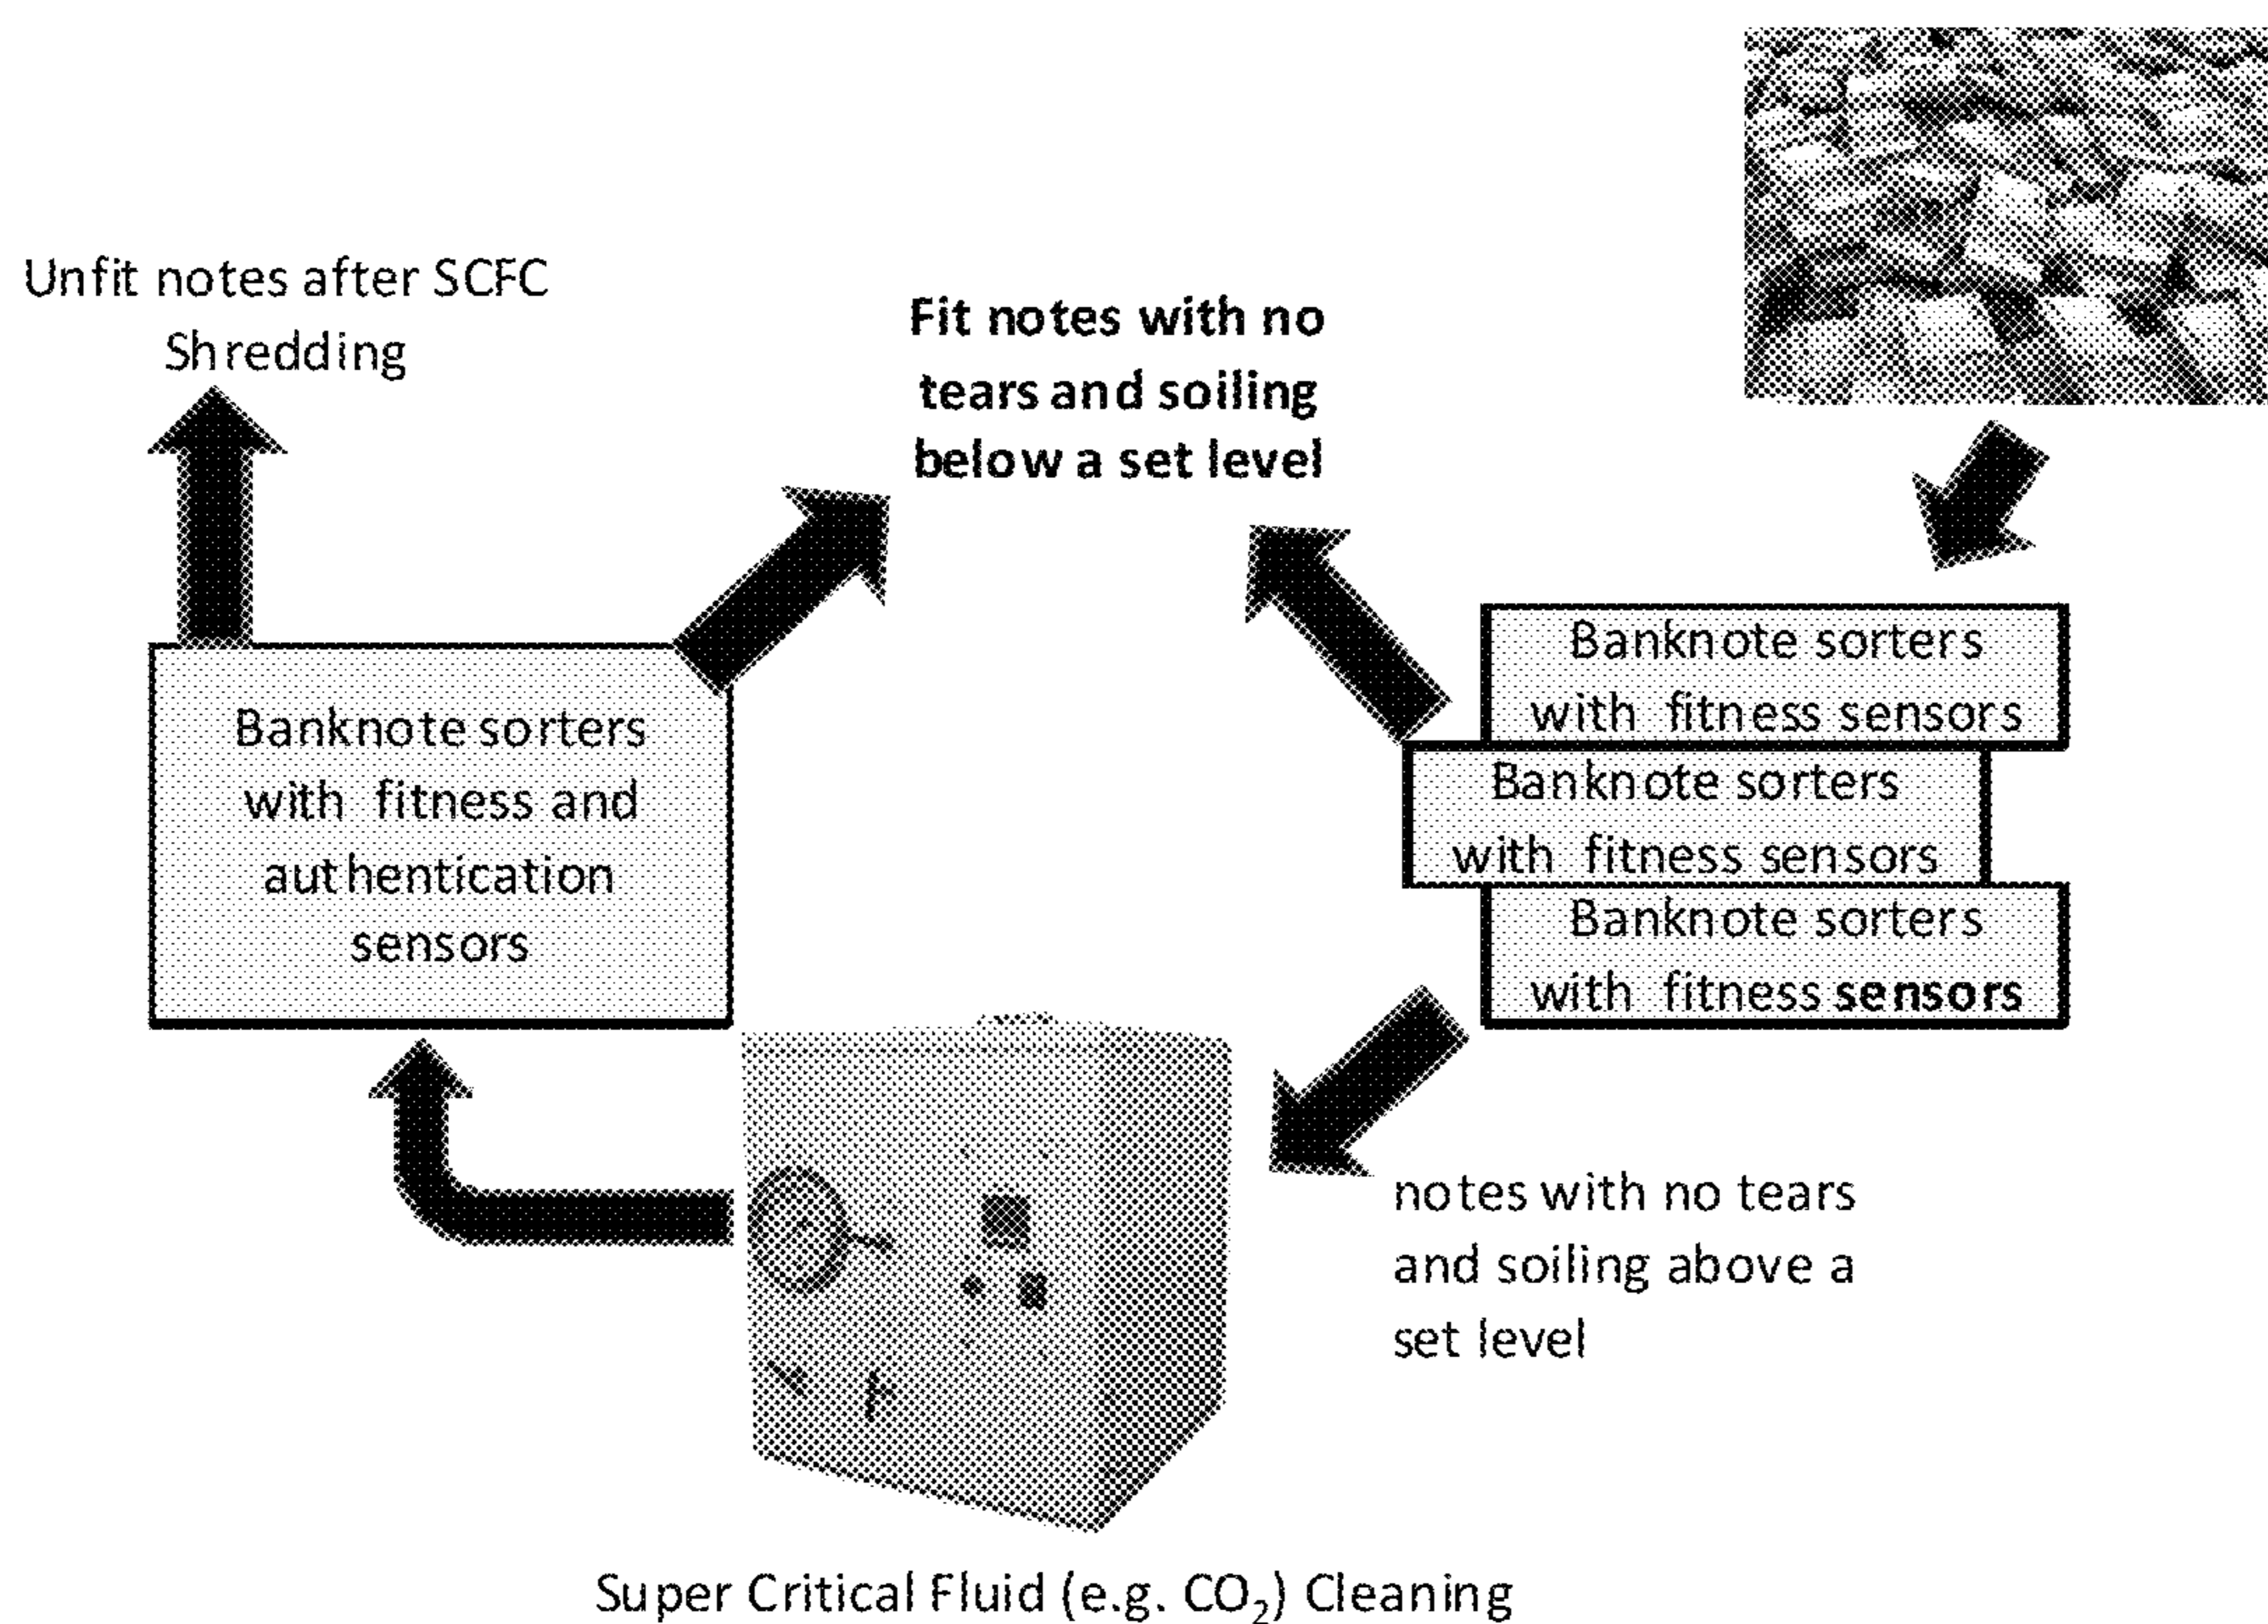 Unfit notes after SCFC
Shredding
Fit notes with no
tears and soiling
below a set level
Banknote sorters
with fitness and
authentication
sensors
Banknote sorters
with fitness sensors
Banknote sorters
with fitness sensors
Banknote sorters
with fitness sensors
notes with no tears
and soiling above a
set level
Super Critical Fluid (e.g. CO₂) Cleaning